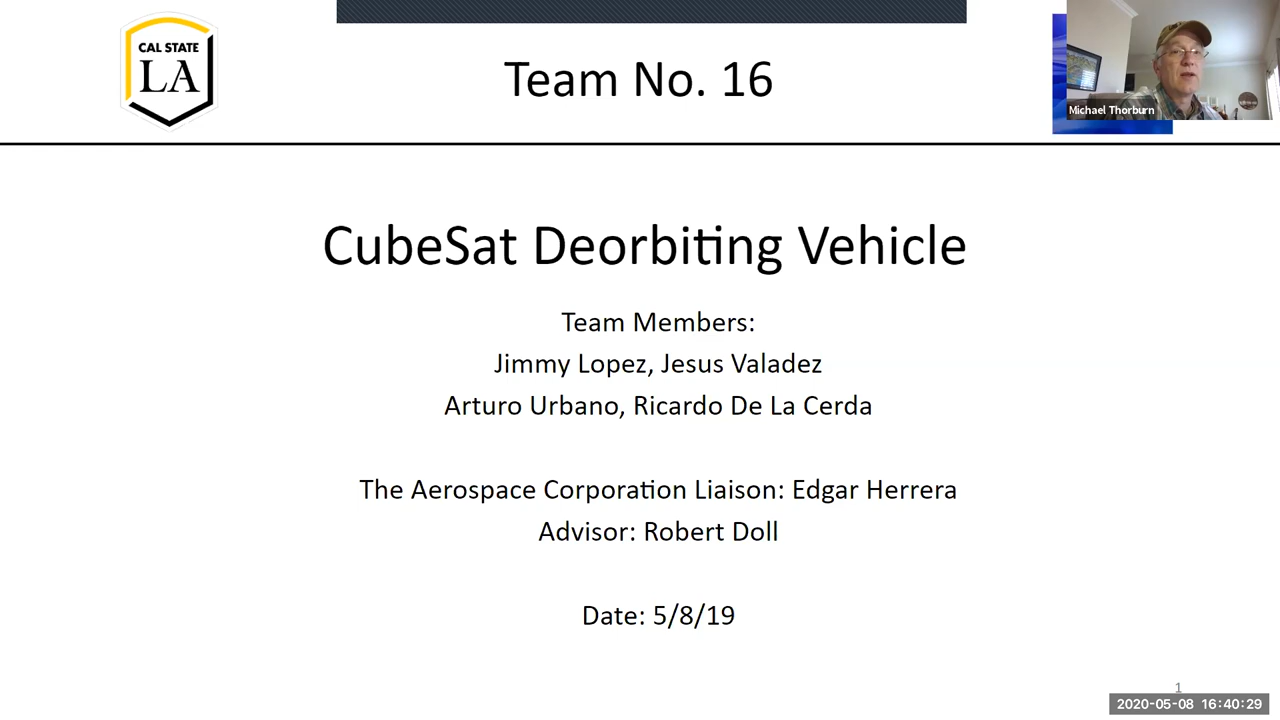 CAL STATE
LA
Team No. 16
Michael Thorburn
CubeSat Deorbiting Vehicle
Team Members:
Jimmy Lopez, Jesus Valadez
Arturo Urbano, Ricardo De La Cerda
The Aerospace Corporation Liaison: Edgar Herrera
Advisor: Robert Doll
Date: 5/8/19
1
2020-05-08 16:40:29